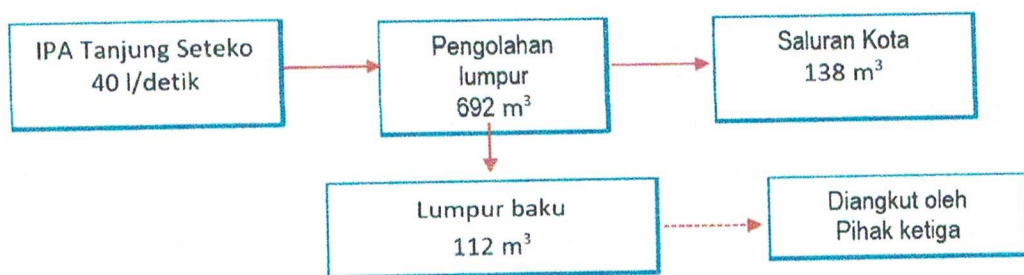 IPA Tanjung Seteko
40 l/detik
Pengolahan
lumpur
692 m³
Saluran Kota
138 m³
Lumpur baku
112 m³
Diangkut oleh
Pihak ketiga